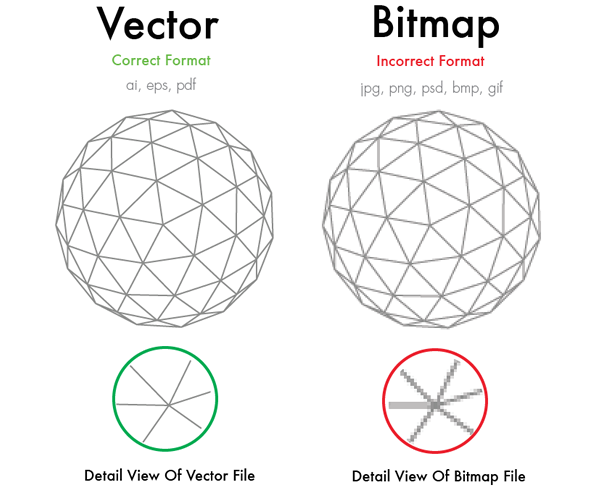 Vector
Correct Format
ai, eps, pdf
Bitmap
Incorrect Format
jpg, png, psd, bmp, gif
Detail View Of Vector File
Detail View Of Bitmap File